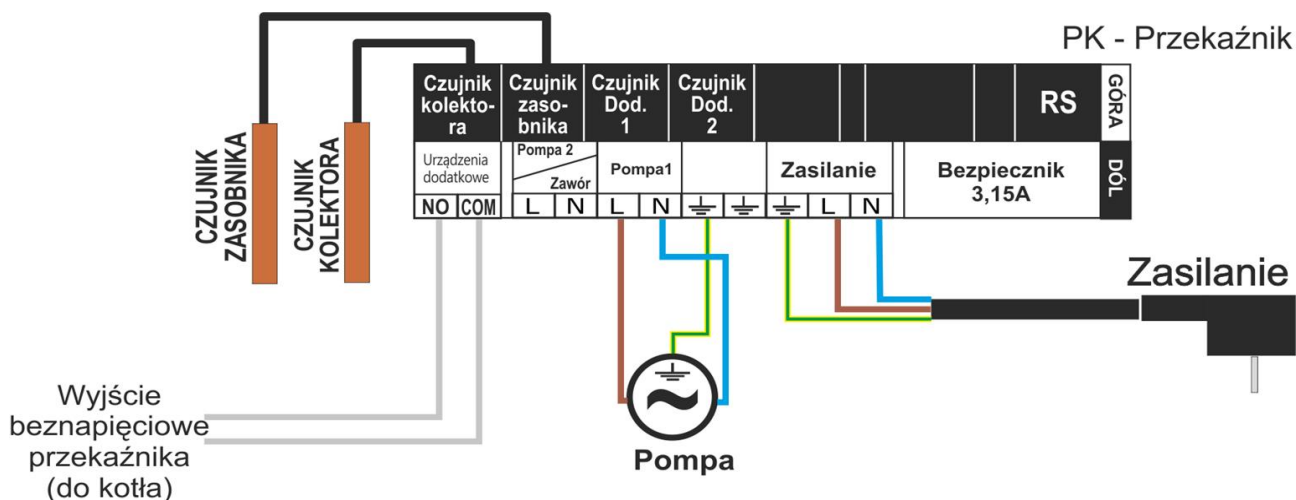 PK - Przekaźnik
Czujnik
kolekto-
ra
Czujnik
zaso-
bnika
Czujnik
Dod.
1
Czujnik
Dod.
2
RS
GÓRA
Urządzenia
dodatkowe
Pompa 2
Zawór
Pompa1
Zasilanie
Bezpiecznik
3,15A
DÓL
NO COM L N L N L N
CZUJNIK
ZASOBNIKA
CZUJNIK
KOLEKTORA
Zasilanie
Wyjście
beznapięciowe
przekaźnika
(do kotła)
Pompa